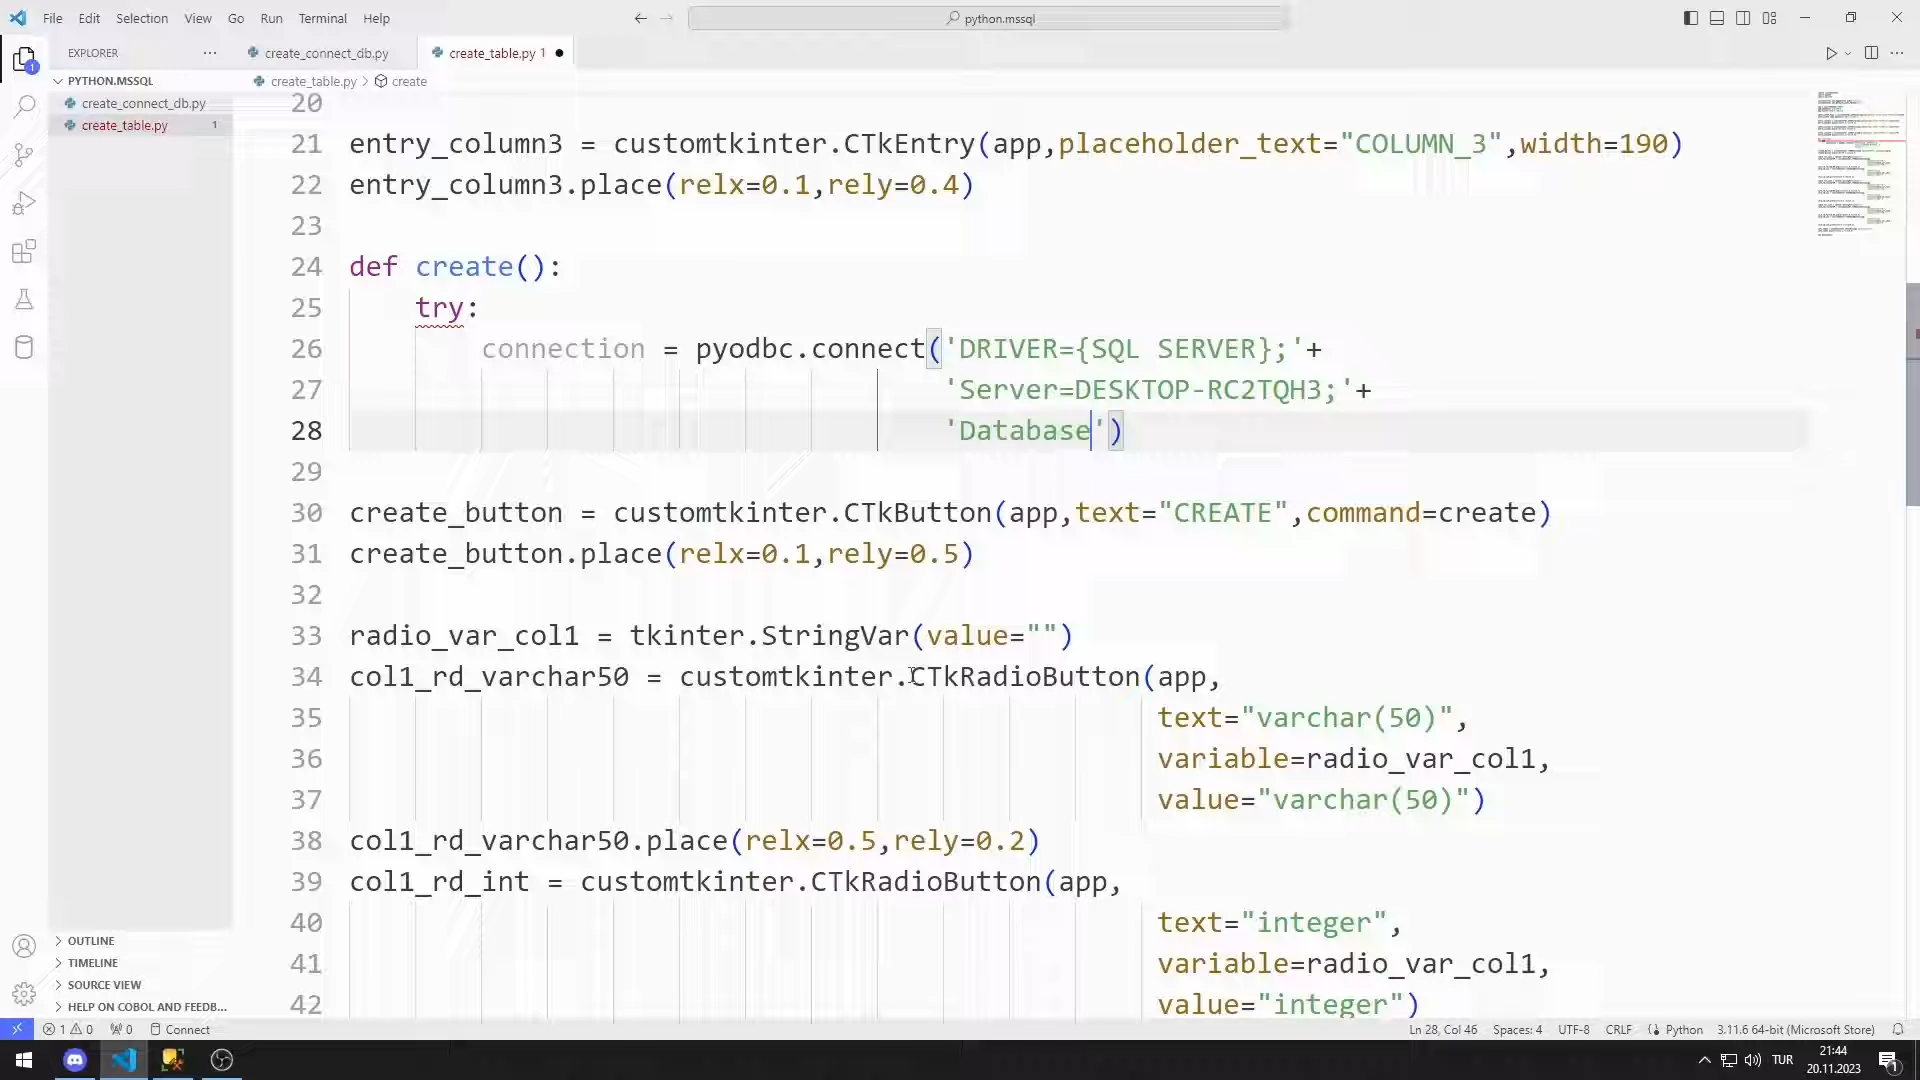 File Edit Selection View Go Run Terminal Help
python.mssql
EXPLORER
create_connect_db.py
create_table.py 1
PYTHON.MSSQL
create_table.py > create
create_connect_db.py
create_table.py 1
1
20
21 entry_column3 = customtkinter.CTkEntry(app,placeholder_text="COLUMN_3",width=190)
22 entry_column3.place(relx=0.1,rely=0.4)
23
24 def create():
25 try:
26 connection = pyodbc.connect('DRIVER={SQL SERVER};'+
27 'Server=DESKTOP-RC2TQH3;'+
28 'Database')
29
30 create_button = customtkinter.CTkButton(app,text="CREATE",command=create)
31 create_button.place(relx=0.1,rely=0.5)
32
33 radio_var_col1 = tkinter.StringVar(value="")
34 col1_rd_varchar50 = customtkinter.CTkRadioButton(app,
35 text="varchar(50)",
36 variable=radio_var_col1,
37 value="varchar(50)")
38 col1_rd_varchar50.place(relx=0.5,rely=0.2)
39 col1_rd_int = customtkinter.CTkRadioButton(app,
40 text="integer",
41 variable=radio_var_col1,
42 value="integer")
OUTLINE
TIMELINE
SOURCE VIEW
HELP ON COBOL AND FEEDB...
1 0 0 Connect
Ln 28, Col 46 Spaces: 4 UTF-8 CRLF Python 3.11.6 64-bit (Microsoft Store)
TUR
21:44
20.11.2023
1